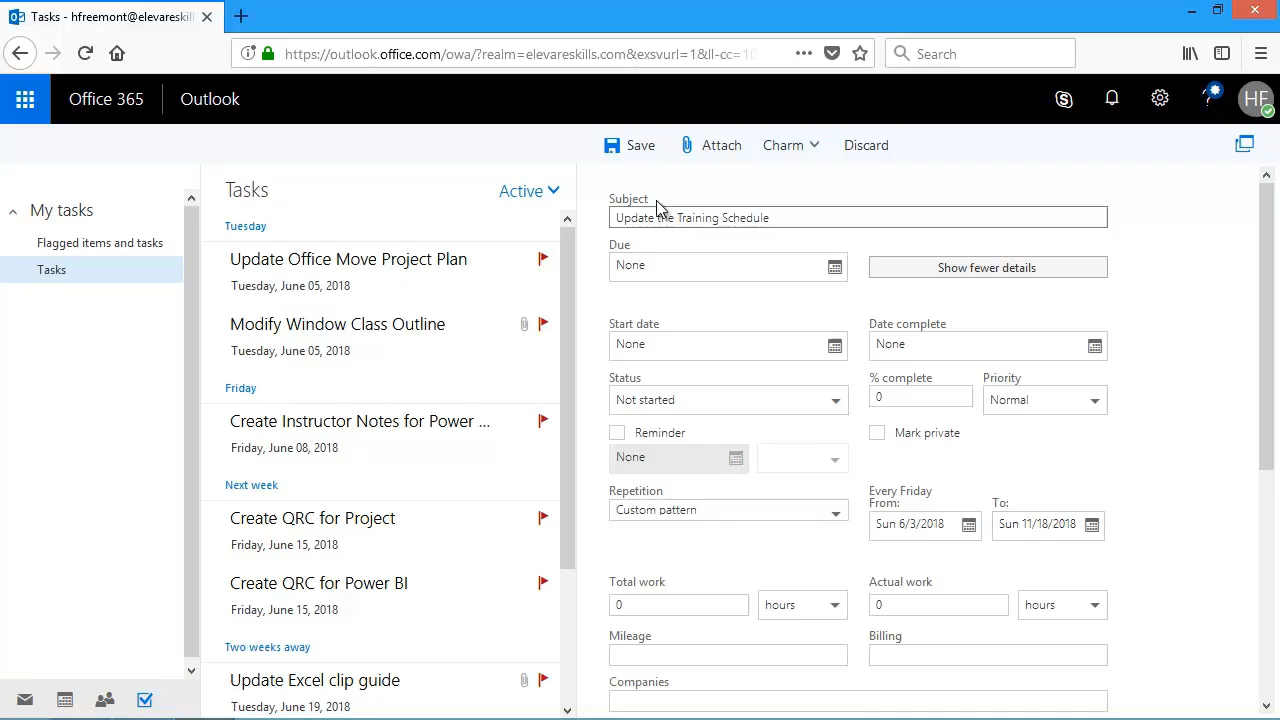 Tasks - hfreemont@elevareskill
https://outlook.office.com/owa/?realm=elevareskills.com&exsvurl=1&ll-cc=10
Search
Office 365
Outlook
HF
Save
Attach
Charm
Discard
My tasks
Flagged items and tasks
Tasks
Tasks
Active
Tuesday
Update Office Move Project Plan
Tuesday, June 05, 2018
Modify Window Class Outline
Tuesday, June 05, 2018
Friday
Create Instructor Notes for Power ...
Friday, June 08, 2018
Next week
Create QRC for Project
Friday, June 15, 2018
Create QRC for Power BI
Friday, June 15, 2018
Two weeks away
Update Excel clip guide
Tuesday, June 19, 2018
Subject
Update the Training Schedule
Due
None
Show fewer details
Start date
Date complete
None
None
Status
% complete
Priority
Not started
0
Normal
Reminder
Mark private
None
Repetition
Every Friday
From:
To:
Custom pattern
Sun 6/3/2018
Sun 11/18/2018
Total work
Actual work
0
hours
0
hours
Mileage
Billing
Companies